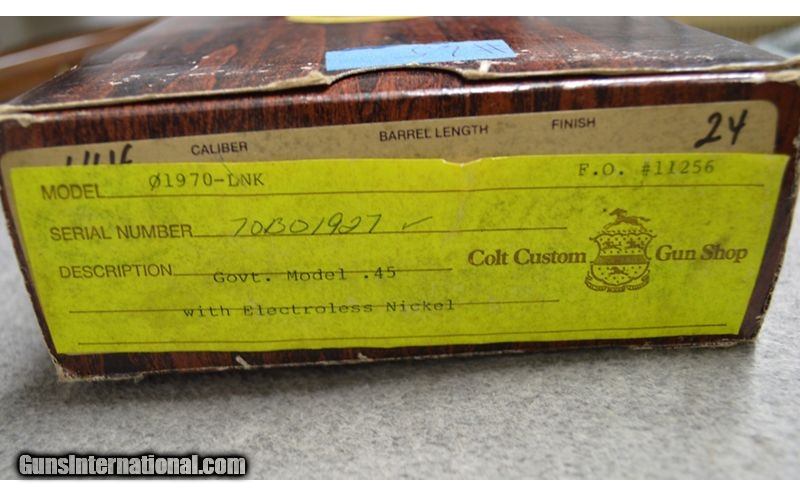 CALIBER BARREL LENGTH FINISH 24
MODEL Ø1970-LNK F.O. #11256
SERIAL NUMBER 70B01927 ✓
DESCRIPTION Govt. Model .45
Colt Custom Gun Shop
with Electroless Nickel
GunsInternational.com